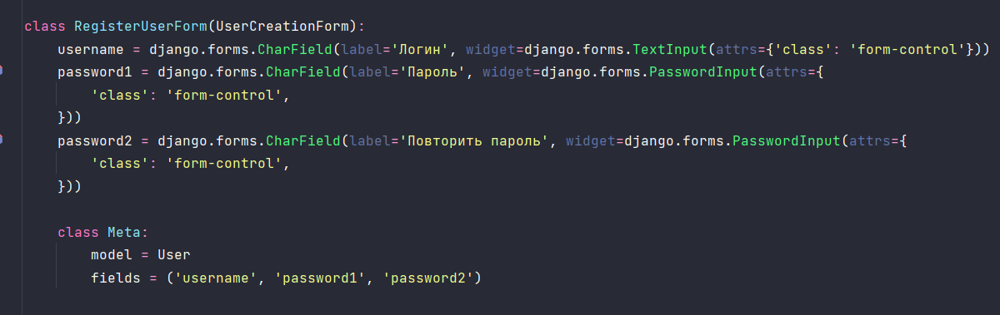 class RegisterUserForm(UserCreationForm):
    username = django.forms.CharField(label='Логин', widget=django.forms.TextInput(attrs={'class': 'form-control'}))
    password1 = django.forms.CharField(label='Пароль', widget=django.forms.PasswordInput(attrs={
        'class': 'form-control',
    }))
    password2 = django.forms.CharField(label='Повторить пароль', widget=django.forms.PasswordInput(attrs={
        'class': 'form-control',
    }))
    class Meta:
        model = User
        fields = ('username', 'password1', 'password2')